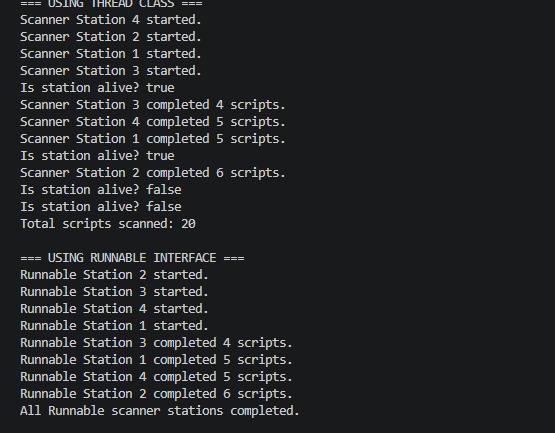 === USING THREAD CLASS ===
Scanner Station 4 started.
Scanner Station 2 started.
Scanner Station 1 started.
Scanner Station 3 started.
Is station alive? true
Scanner Station 3 completed 4 scripts.
Scanner Station 4 completed 5 scripts.
Scanner Station 1 completed 5 scripts.
Is station alive? true
Scanner Station 2 completed 6 scripts.
Is station alive? false
Is station alive? false
Total scripts scanned: 20

=== USING RUNNABLE INTERFACE ===
Runnable Station 2 started.
Runnable Station 3 started.
Runnable Station 4 started.
Runnable Station 1 started.
Runnable Station 3 completed 4 scripts.
Runnable Station 1 completed 5 scripts.
Runnable Station 4 completed 5 scripts.
Runnable Station 2 completed 6 scripts.
All Runnable scanner stations completed.